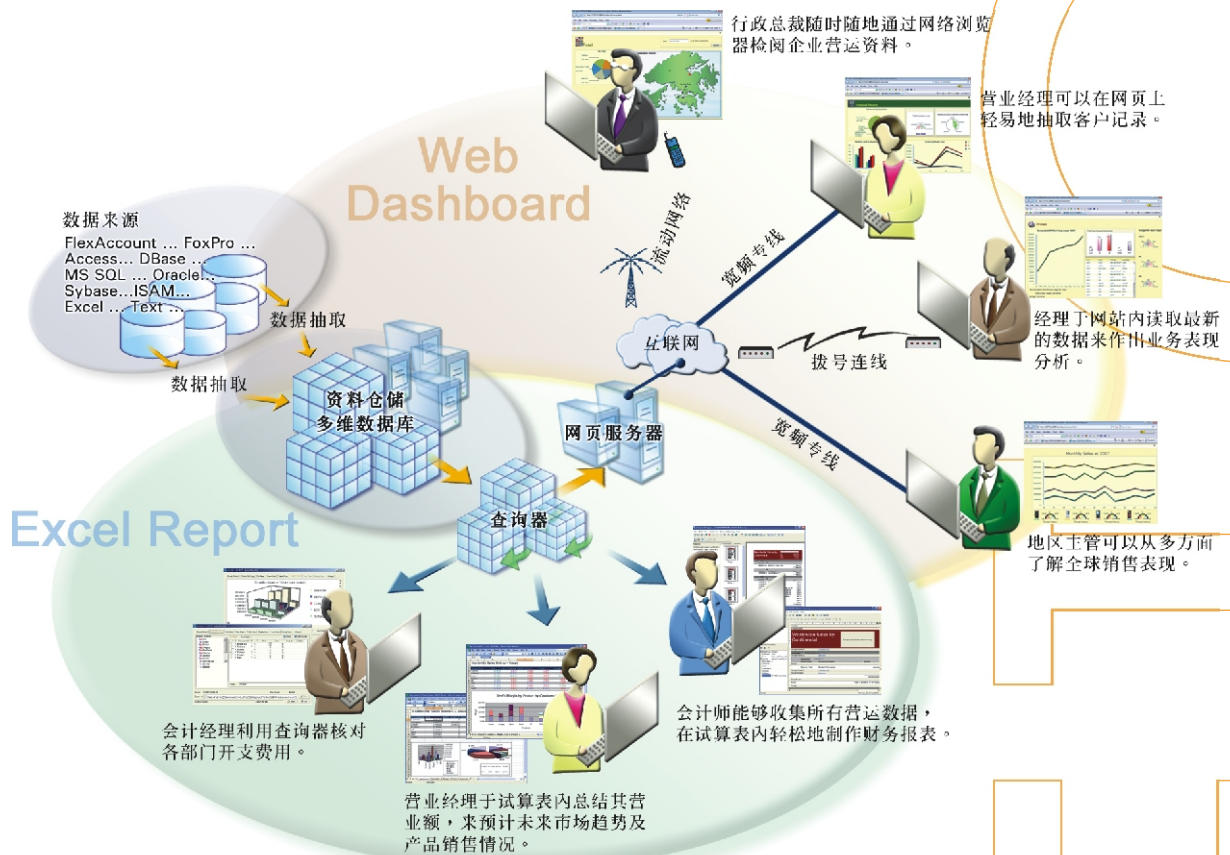 行政总裁随时随地通过网络浏览
器检阅企业营运资料。
营业经理可以在网页上
轻易地抽取客户记录。
Web
Dashboard
数据来源
FlexAccount ... FoxPro ...
Access... DBase ...
MS SQL ... Oracle...
Sybase...ISAM...
Excel ... Text ...
流动网络
宽频专线
数据抽取
数据抽取
互联网
拨号连线
经理于网站内读取最新
的数据来作出业务表现
分析。
资料仓储
多维数据库
网页服务器
宽频专线
Monthly Sales in 2007
Excel Report
查询器
地区主管可以从多方面
了解全球销售表现。
会计经理利用查询器核对
各部门开支费用。
会计师能够收集所有营运数据，
在试算表内轻松地制作财务报表。
营业经理于试算表内总结其营
业额，来预计未来市场趋势及
产品销售情况。